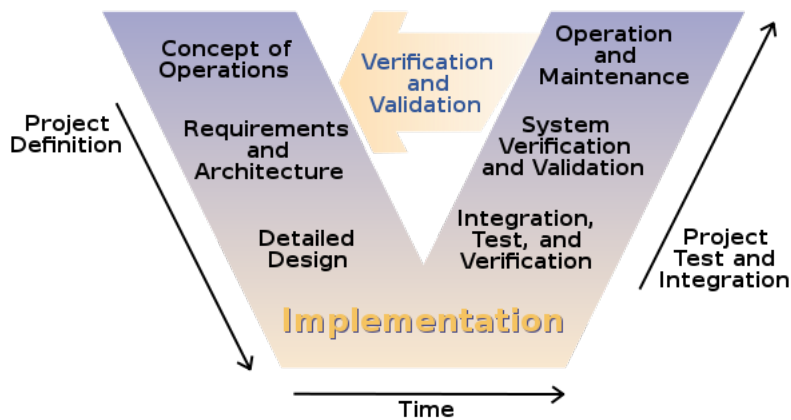 Concept of
Operations
Verification
and
Validation
Operation
and
Maintenance
Project
Definition
Requirements
and
Architecture
System
Verification
and Validation
Detailed
Design
Integration,
Test, and
Verification
Project
Test and
Integration
Implementation
Time